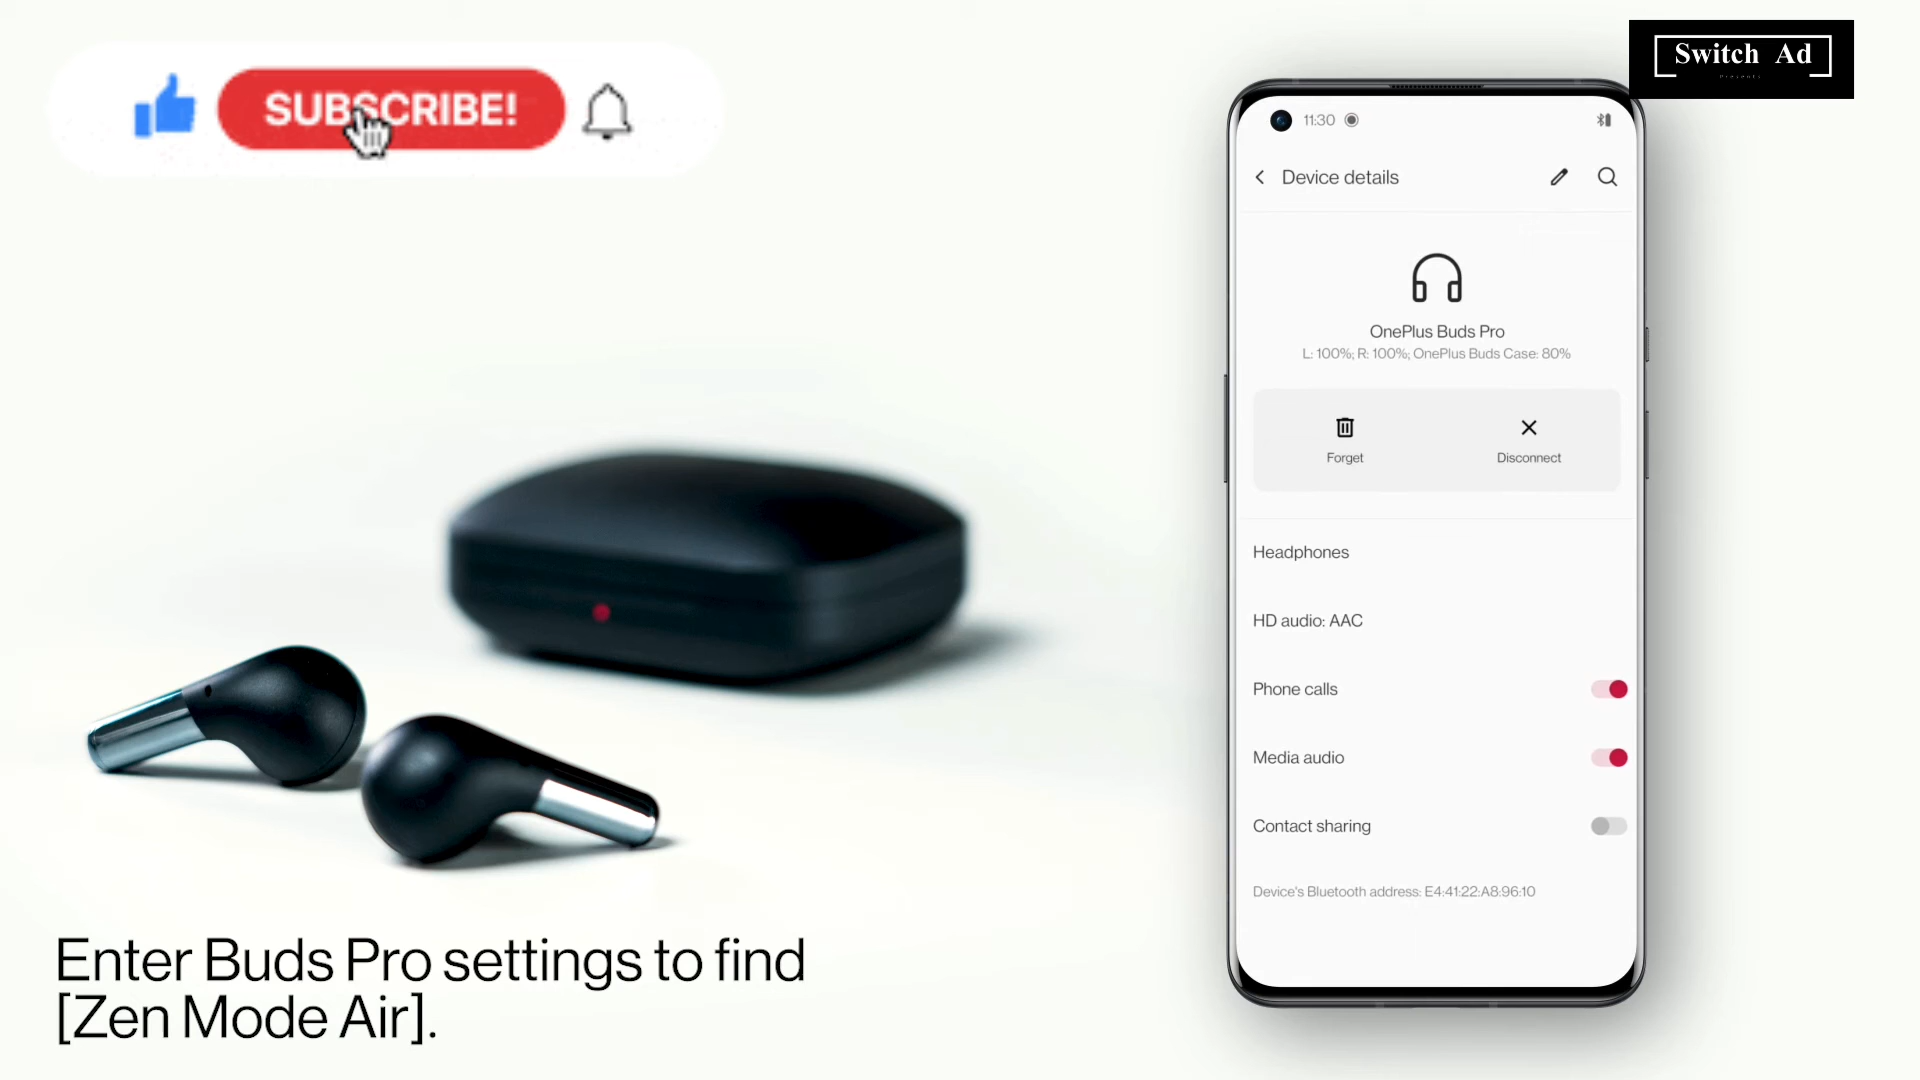 SUBSCRIBE!
Switch Ad
Presents
11:30
Device details
OnePlus Buds Pro
L: 100%; R: 100%; OnePlus Buds Case: 80%
Forget
Disconnect
Headphones
HD audio: AAC
Phone calls
Media audio
Contact sharing
Device's Bluetooth address: E4:41:22:A8:96:10
Enter Buds Pro settings to find
[Zen Mode Air].